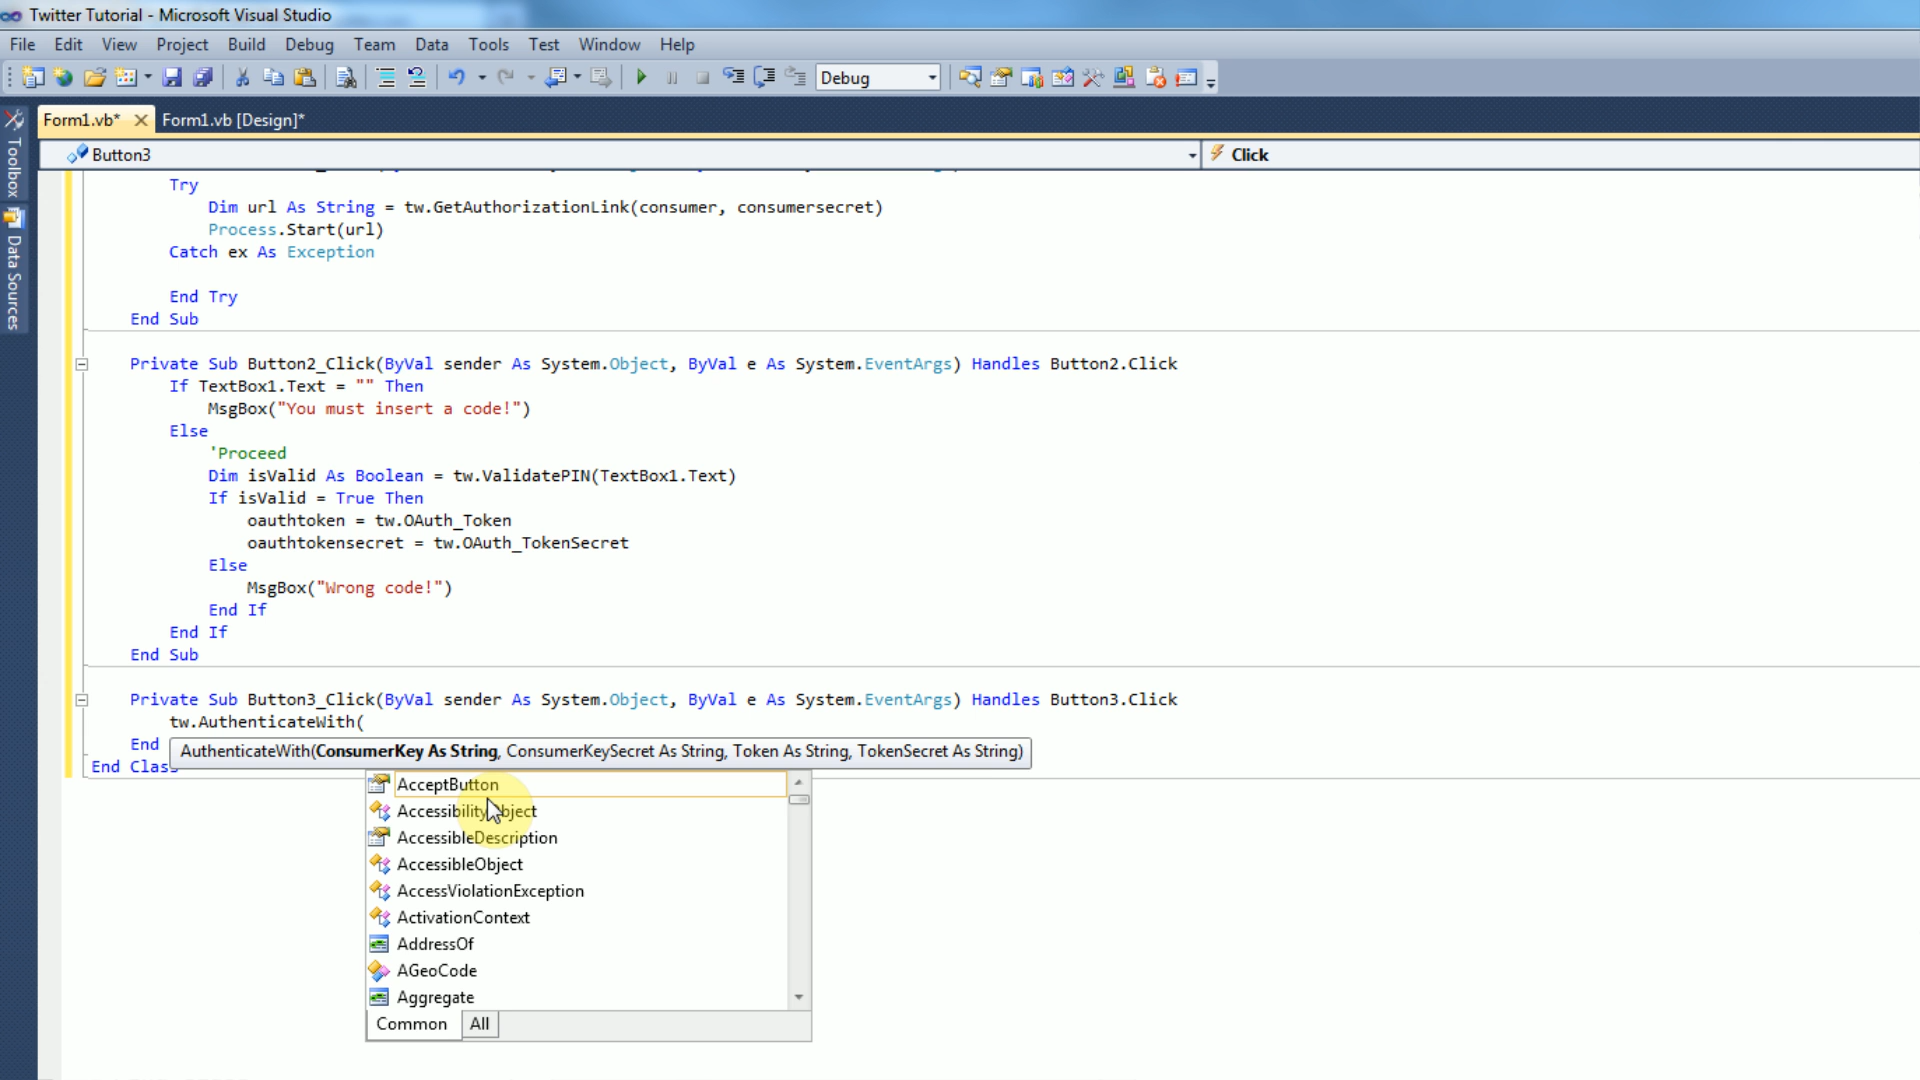 Twitter Tutorial - Microsoft Visual Studio
File Edit View Project Build Debug Team Data Tools Test Window Help
Debug
Form1.vb* Form1.vb [Design]*
Toolbox
Data Sources
Button3 Click
Try
Dim url As String = tw.GetAuthorizationLink(consumer, consumersecret)
Process.Start(url)
Catch ex As Exception
End Try
End Sub
Private Sub Button2_Click(ByVal sender As System.Object, ByVal e As System.EventArgs) Handles Button2.Click
If TextBox1.Text = "" Then
MsgBox("You must insert a code!")
Else
'Proceed
Dim isValid As Boolean = tw.ValidatePIN(TextBox1.Text)
If isValid = True Then
oauthtoken = tw.OAuth_Token
oauthtokensecret = tw.OAuth_TokenSecret
Else
MsgBox("Wrong code!")
End If
End If
End Sub
Private Sub Button3_Click(ByVal sender As System.Object, ByVal e As System.EventArgs) Handles Button3.Click
tw.AuthenticateWith(
End
AuthenticateWith(ConsumerKey As String, ConsumerKeySecret As String, Token As String, TokenSecret As String)
End Class
AcceptButton
AccessibilityObject
AccessibleDescription
AccessibleObject
AccessViolationException
ActivationContext
AddressOf
AGeoCode
Aggregate
Common All